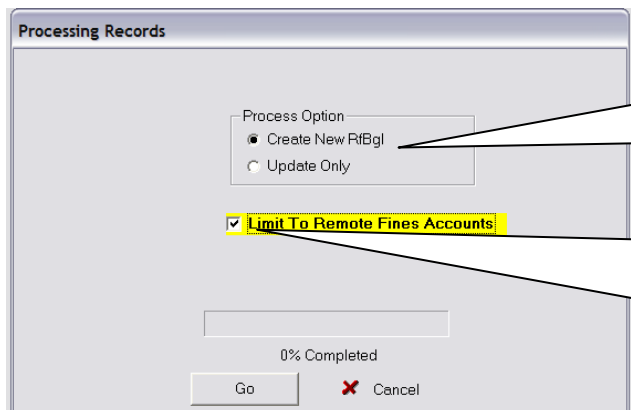 Processing Records
Process Option
Create New RfBgl
Update Only
Limit To Remote Fines Accounts
0% Completed
Go
Cancel